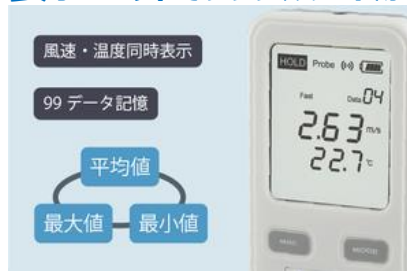 風速・温度同時表示
99 データ記憶
平均値
最大値
最小値
HOLD Probe
Fast Data 04
2.63 m/s
22.7 ℃